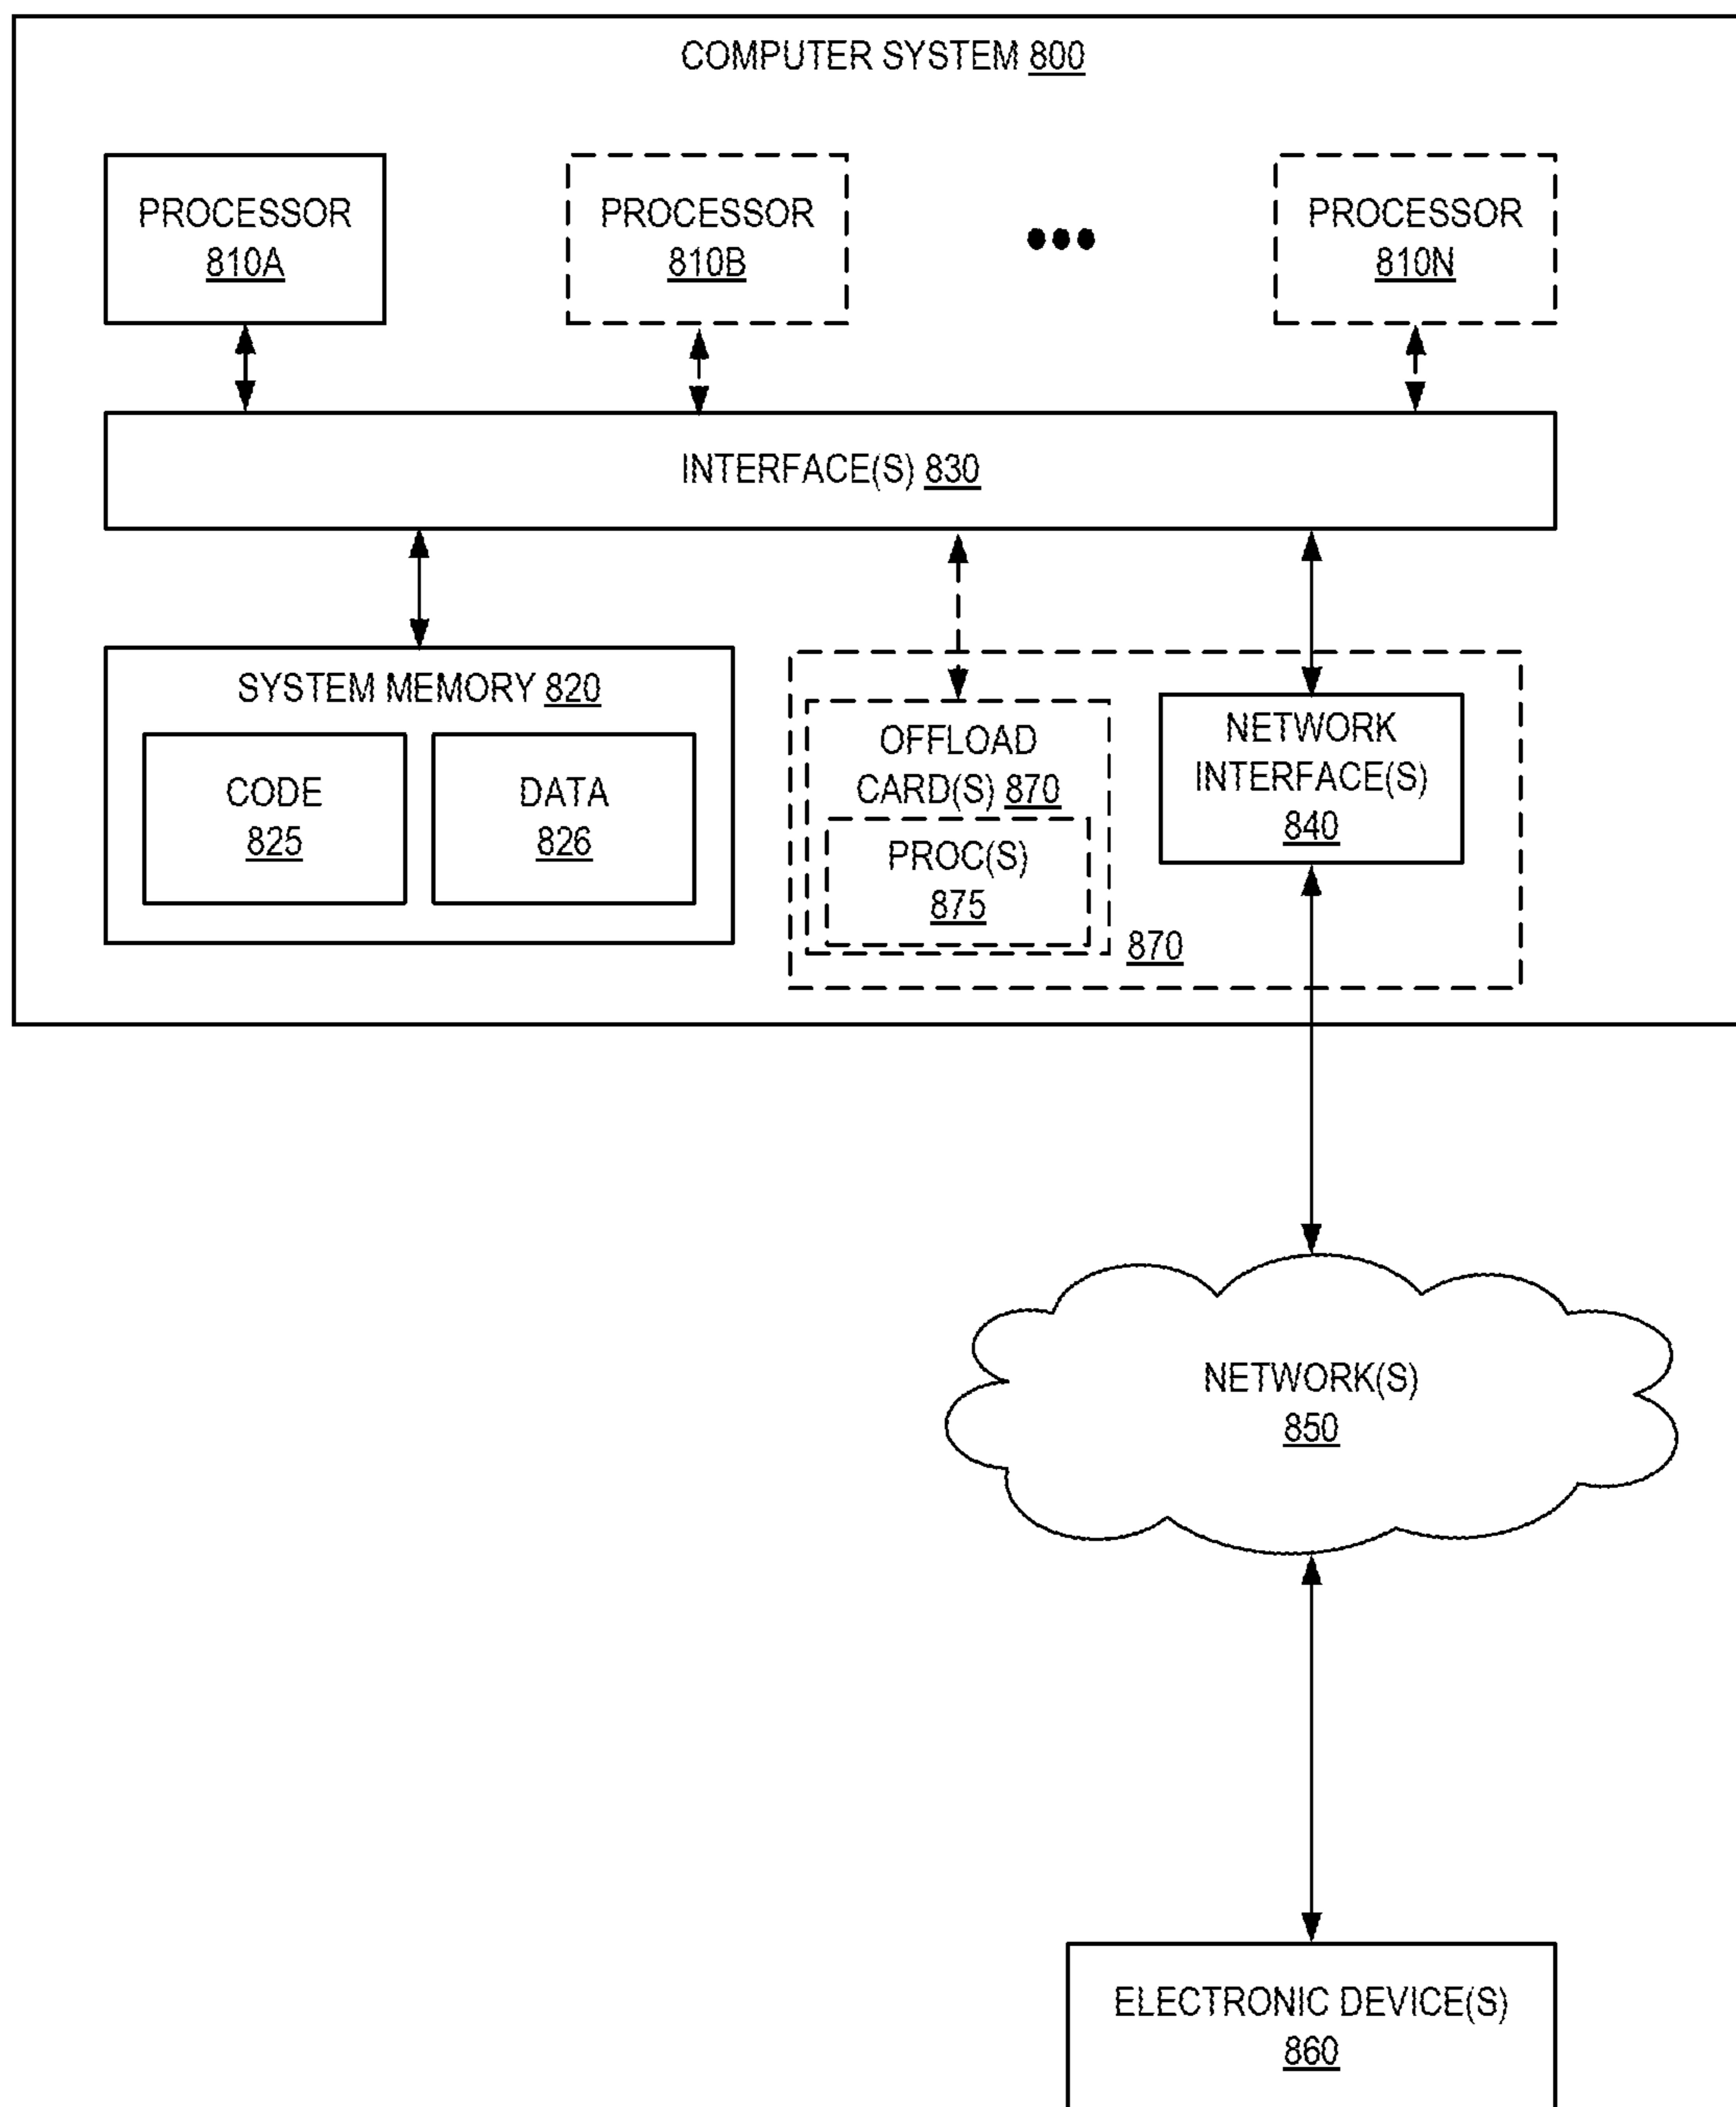 COMPUTER SYSTEM 800
PROCESSOR
810A
PROCESSOR
810B
PROCESSOR
810N
INTERFACE(S) 830
SYSTEM MEMORY 820
CODE
825
DATA
826
OFFLOAD
CARD(S) 870
PROC(S)
875
870
NETWORK
INTERFACE(S)
840
NETWORK(S)
850
ELECTRONIC DEVICE(S)
860